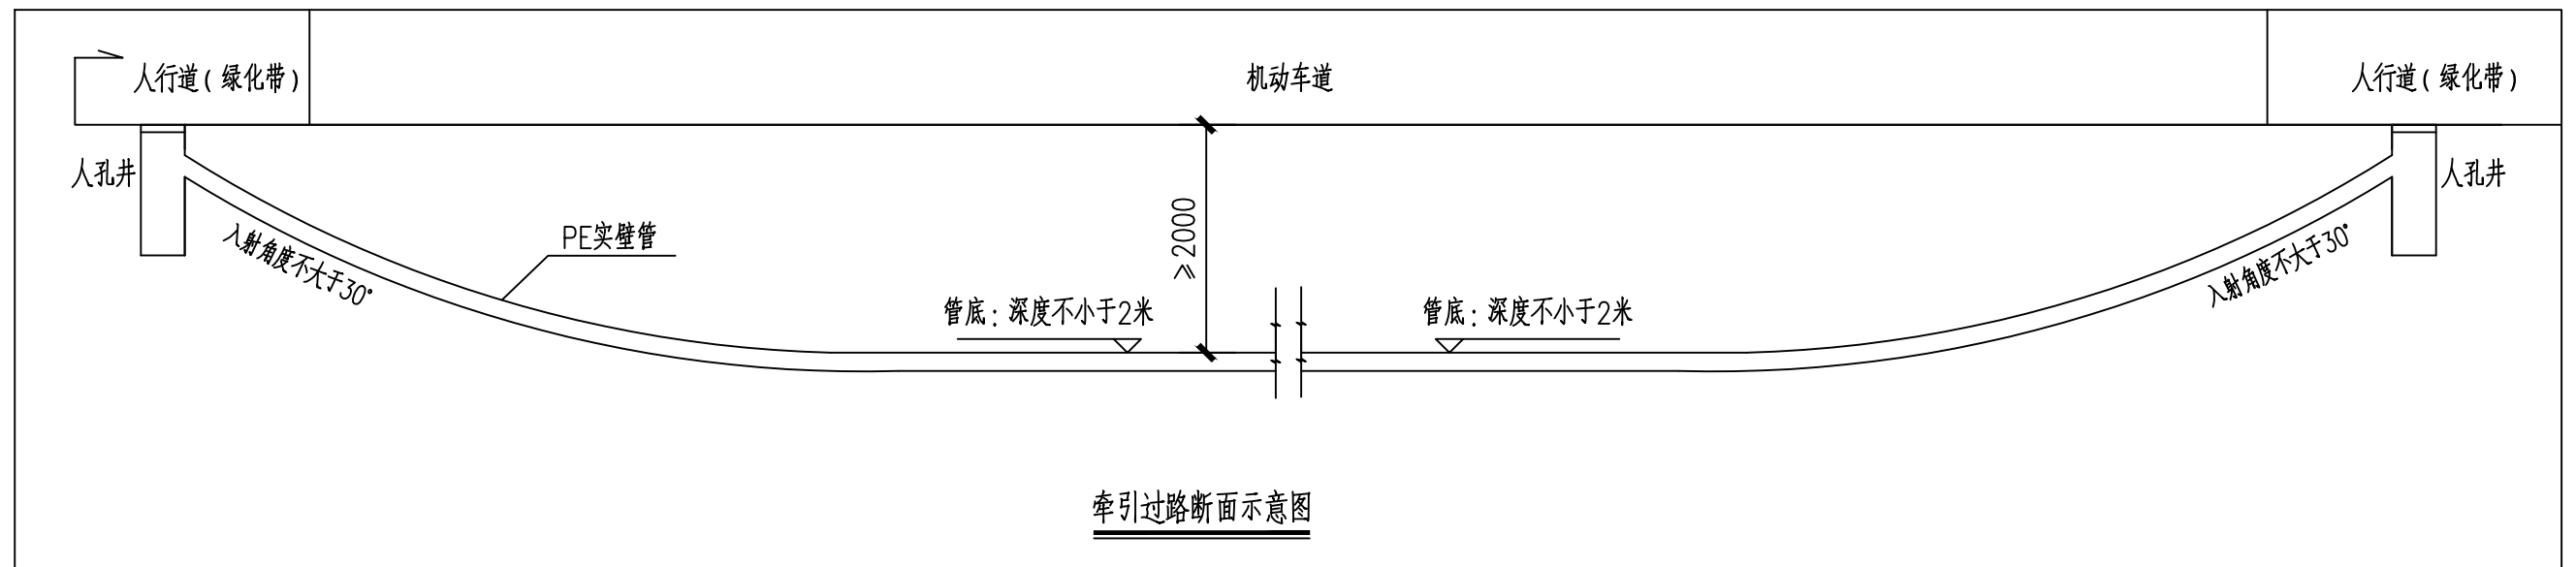 人行道(绿化带)
机动车道
人行道(绿化带)
人孔井
人孔井
PE实壁管
≥2000
入射角度不大于30°
入射角度不大于30°
管底:深度不小于2米
管底:深度不小于2米
牵引过路断面示意图